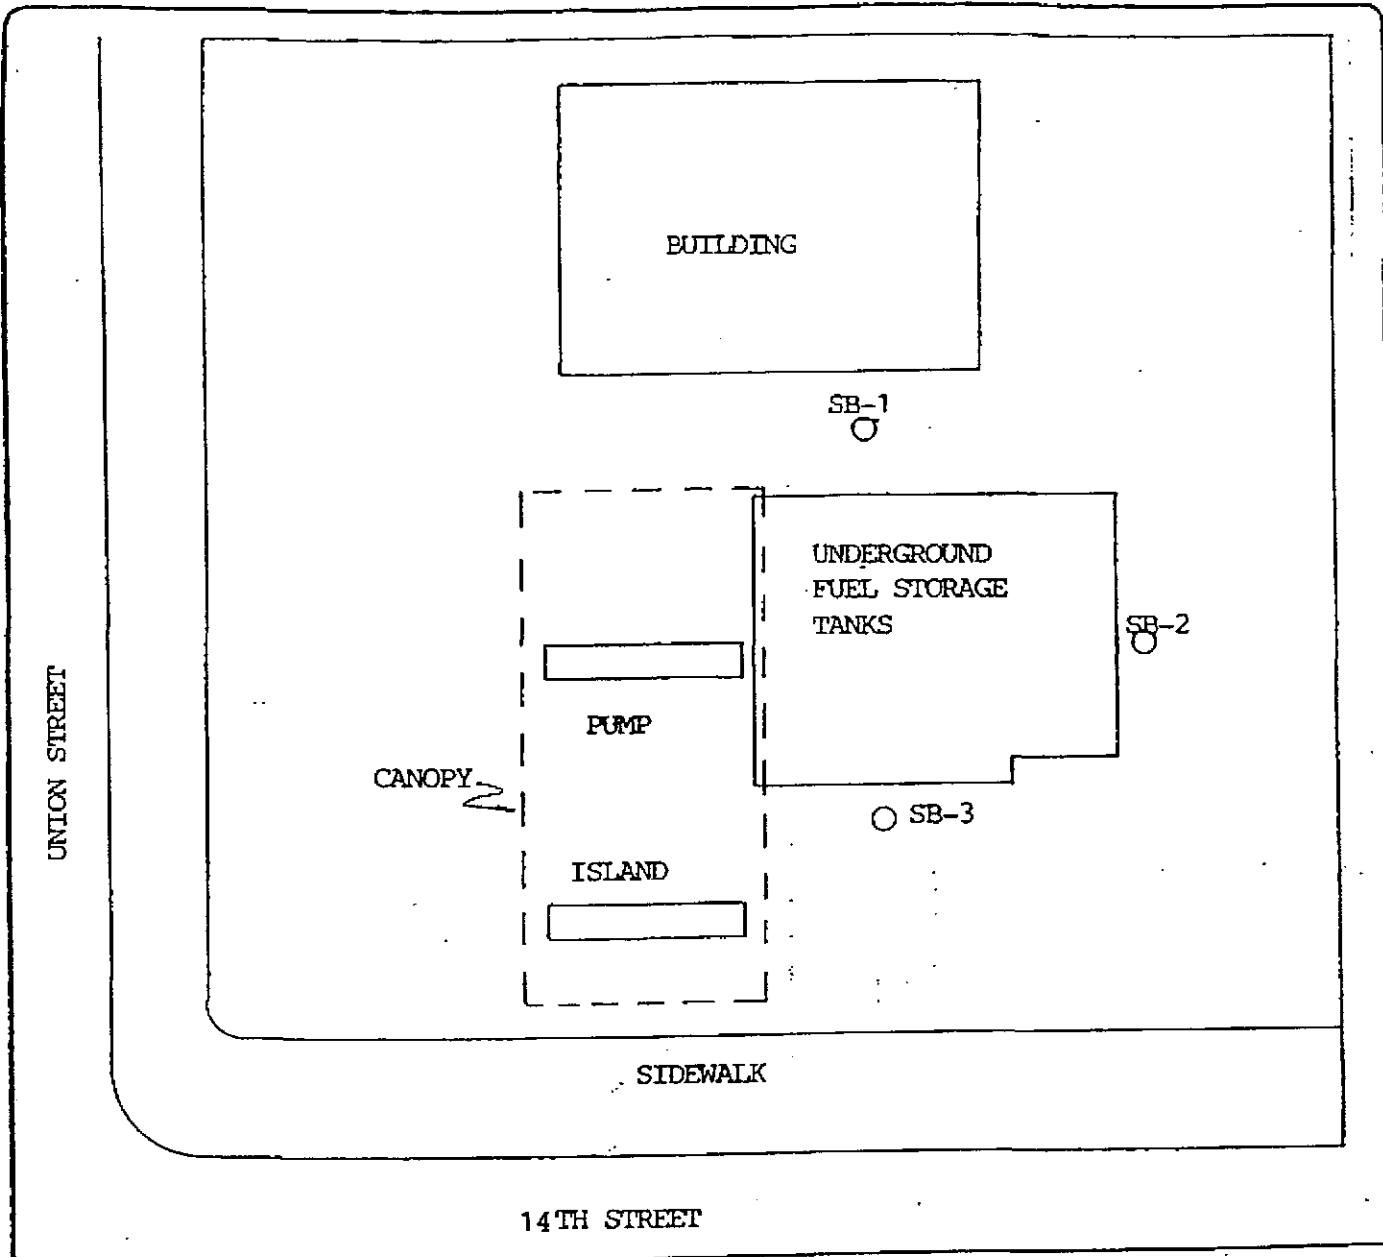 BUILDING
SB-1
UNDERGROUND
FUEL STORAGE
TANKS
SB-2
PUMP
CANOPY
SB-3
ISLAND
UNION STREET
SIDEWALK
14TH STREET